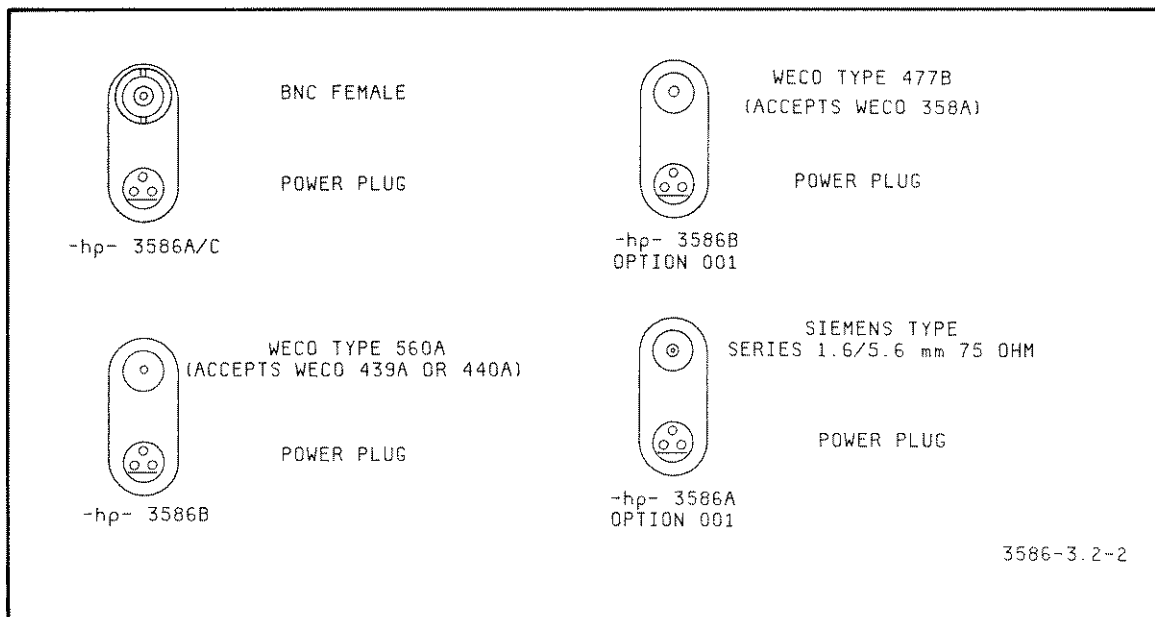 BNC FEMALE
POWER PLUG
-hp- 3586A/C
WECO TYPE 477B
(ACCEPTS WECO 358A)
POWER PLUG
-hp- 3586B
OPTION 001
WECO TYPE 560A
(ACCEPTS WECO 439A OR 440A)
POWER PLUG
-hp- 3586B
SIEMENS TYPE
SERIES 1.6/5.6 mm 75 OHM
POWER PLUG
-hp- 3586A
OPTION 001
3586-3.2-2